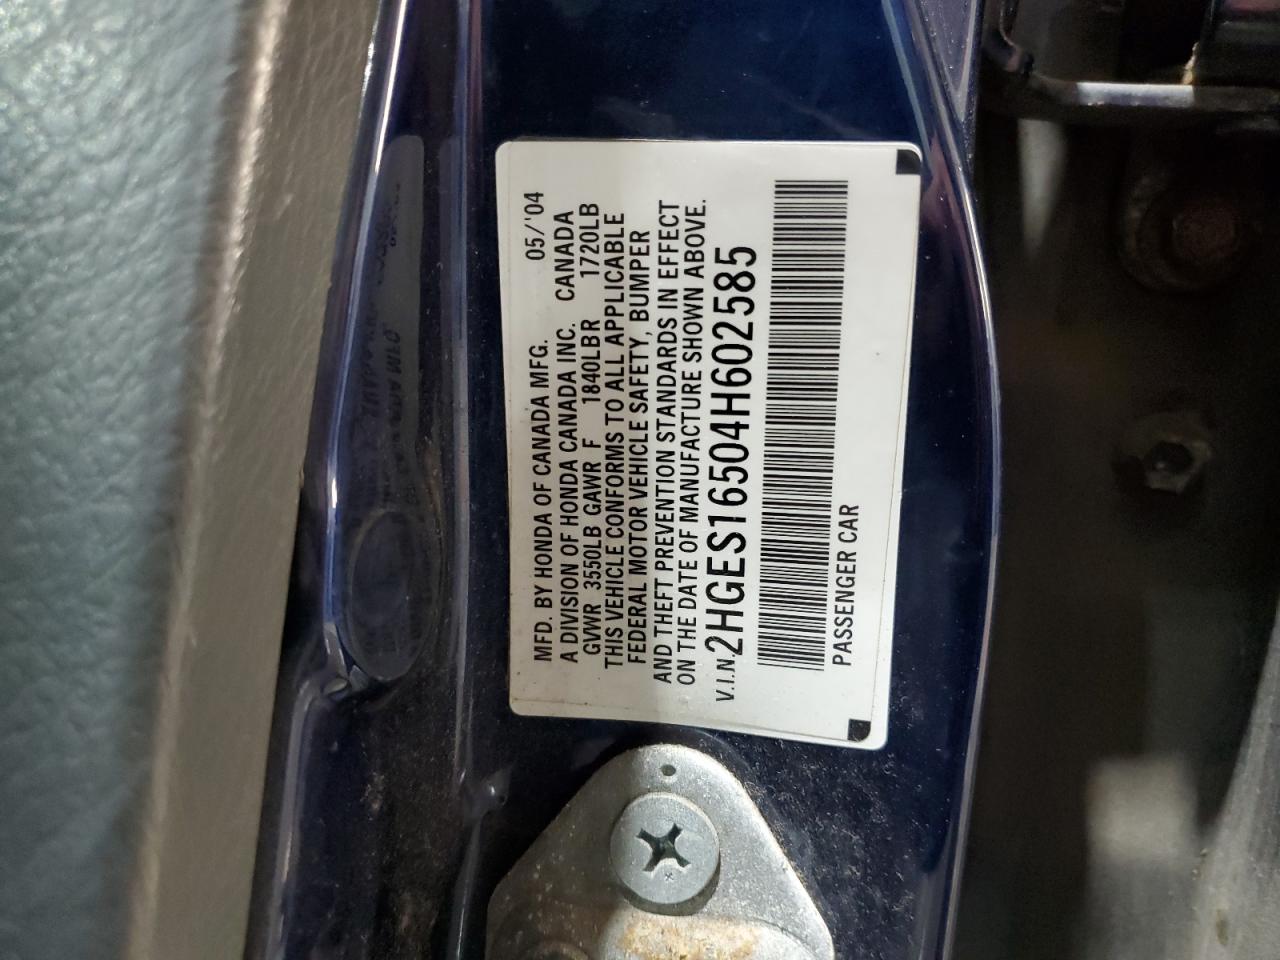 MFD. BY HONDA OF CANADA MFG. 05/'04
A DIVISION OF HONDA CANADA INC. CANADA
GVWR 3550LB GAWR F 1840LBR 1720LB
THIS VEHICLE CONFORMS TO ALL APPLICABLE
FEDERAL MOTOR VEHICLE SAFETY, BUMPER
AND THEFT PREVENTION STANDARDS IN EFFECT
ON THE DATE OF MANUFACTURE SHOWN ABOVE.
V.I.N. 2HGES16504H602585
PASSENGER CAR